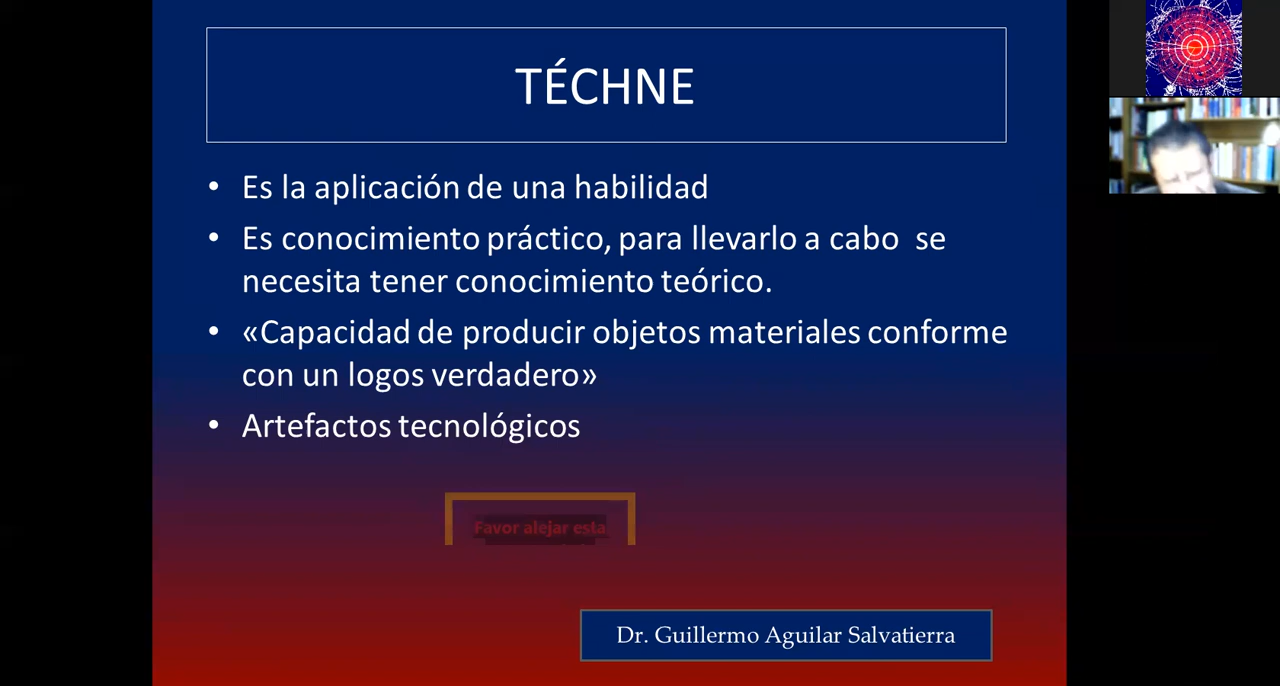 TÉCHNE
• Es la aplicación de una habilidad
• Es conocimiento práctico, para llevarlo a cabo se
necesita tener conocimiento teórico.
• «Capacidad de producir objetos materiales conforme
con un logos verdadero»
• Artefactos tecnológicos
Favor alejar esta
Dr. Guillermo Aguilar Salvatierra